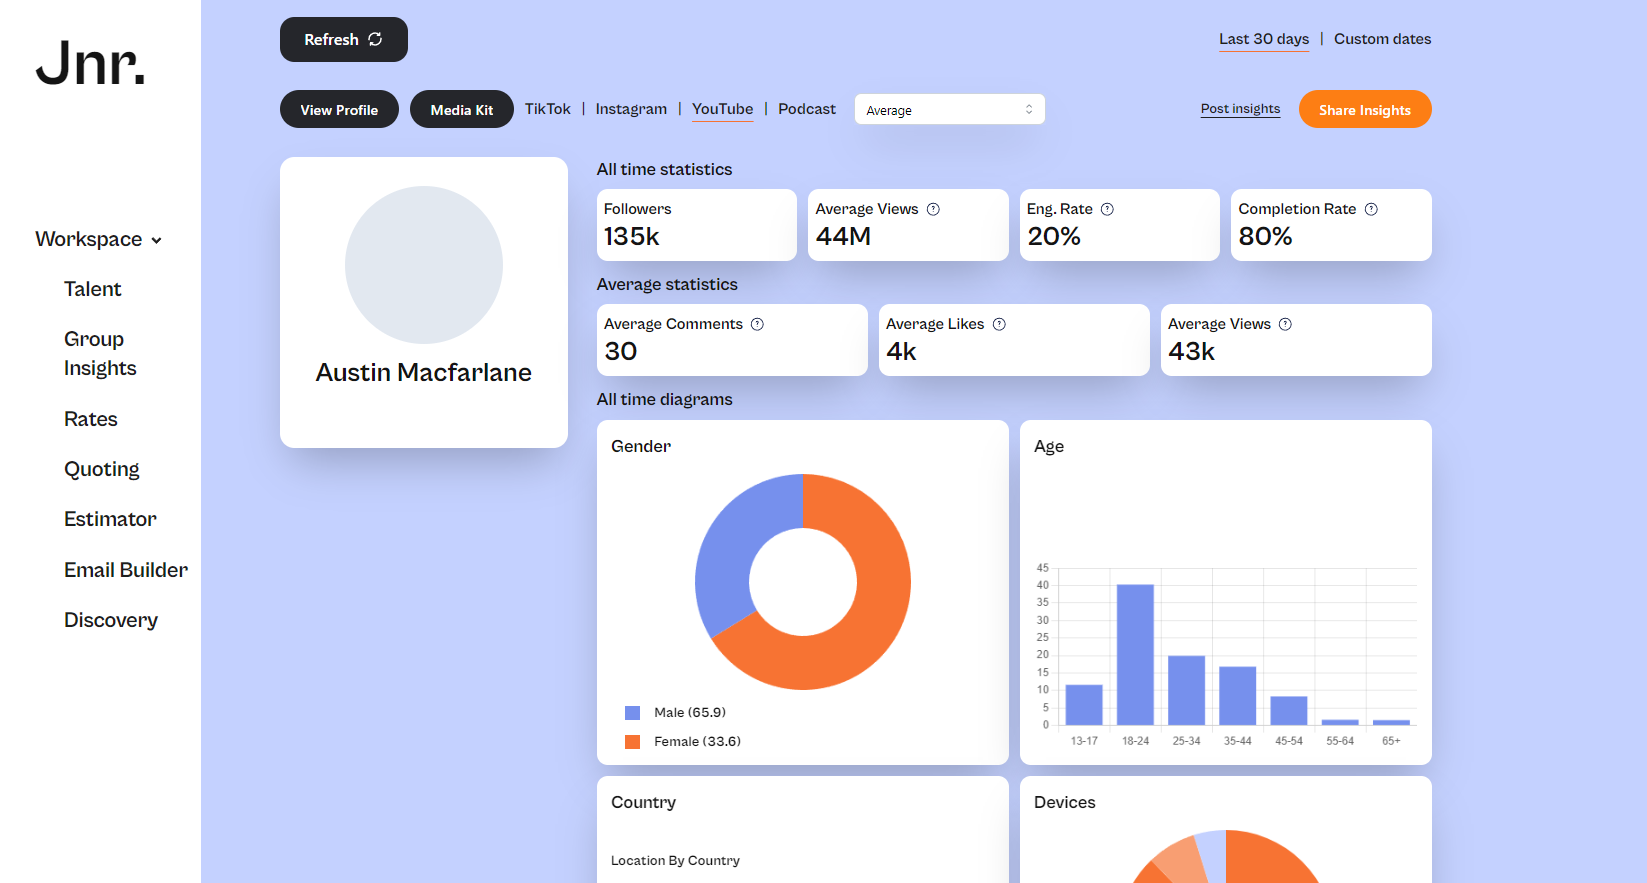 Jnr.
Refresh
Last 30 days | Custom dates
View Profile
Media Kit
TikTok | Instagram | YouTube | Podcast
Average
Post insights
Share Insights
Workspace
Talent
Group
Insights
Rates
Quoting
Estimator
Email Builder
Discovery
Austin Macfarlane
All time statistics
Followers
135k
Average Views ?
44M
Eng. Rate ?
20%
Completion Rate ?
80%
Average statistics
Average Comments ?
30
Average Likes ?
4k
Average Views ?
43k
All time diagrams
Gender
Male (65.9)
Female (33.6)
Age
45
40
35
30
25
20
15
10
5
0
13-17 18-24 25-34 35-44 45-54 55-64 65+
Country
Location By Country
Devices